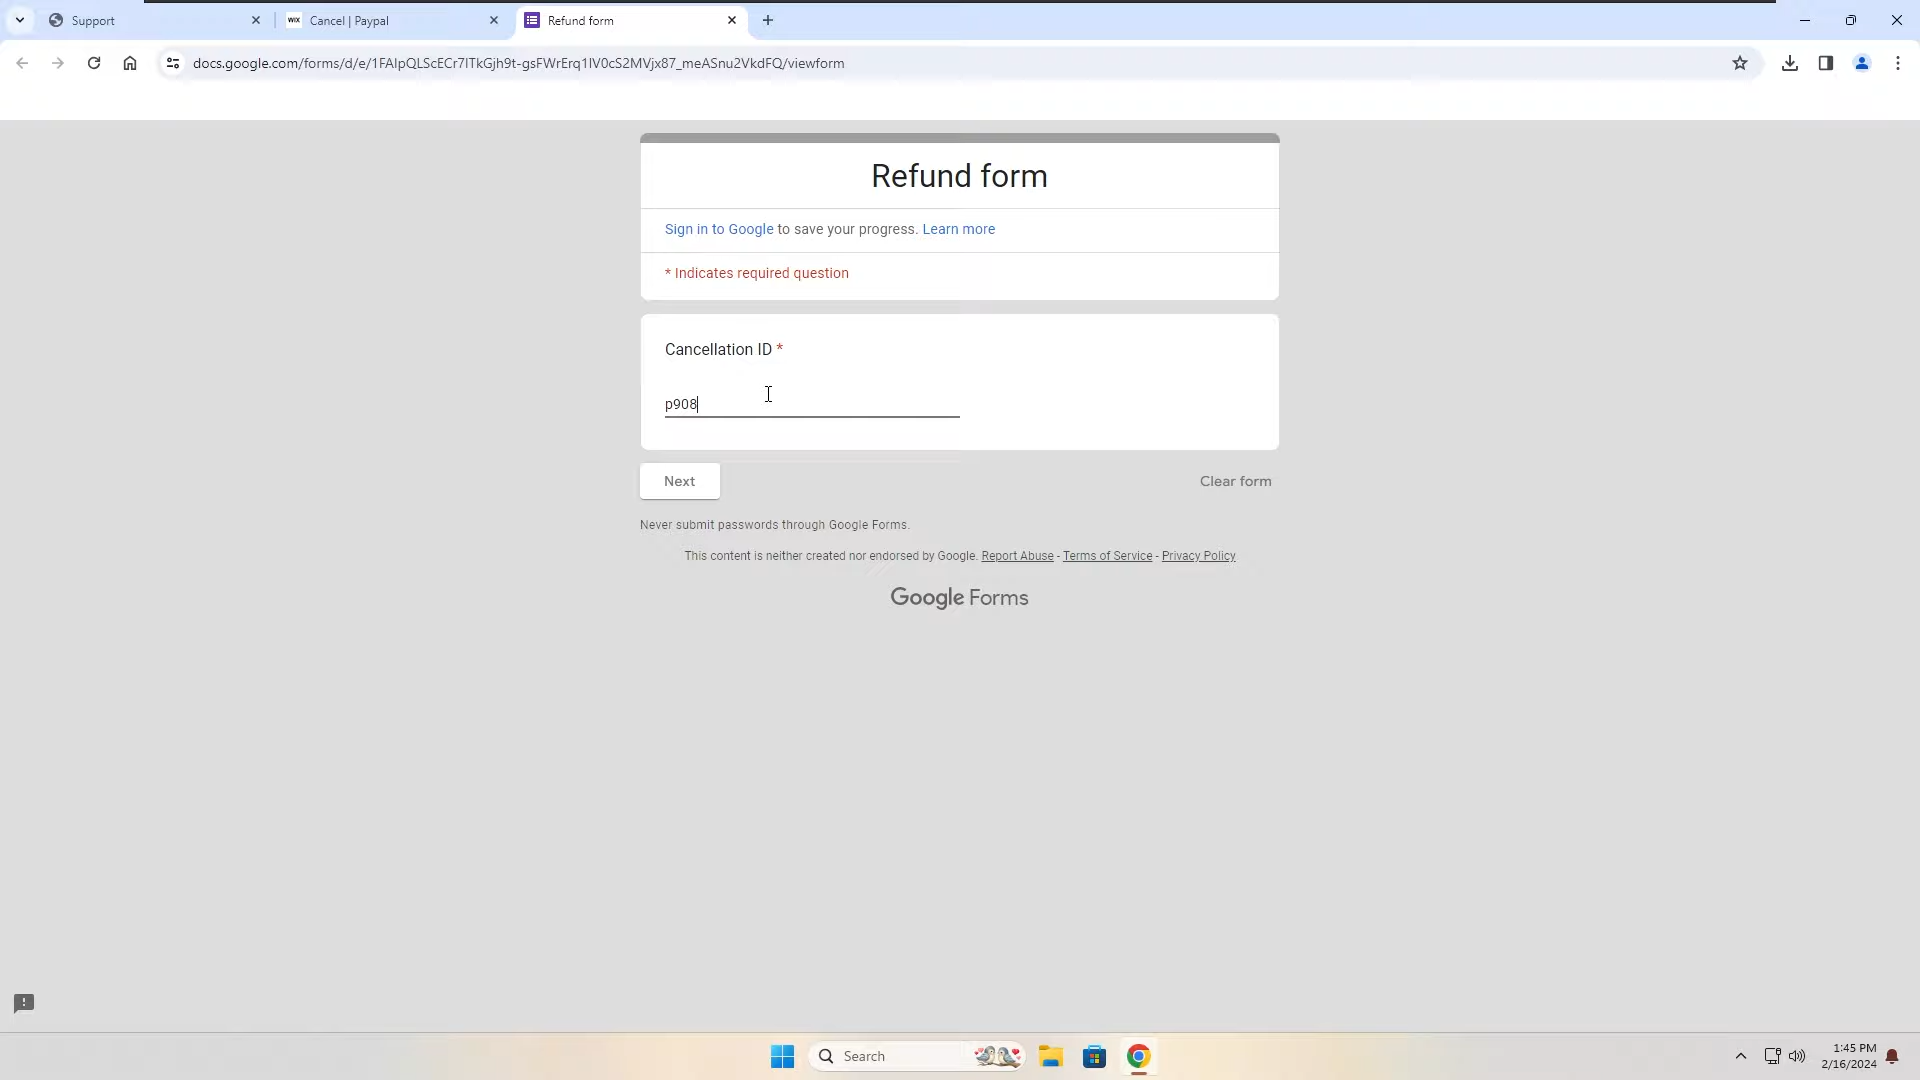 Support
WIX Cancel | Paypal
Refund form
docs.google.com/forms/d/e/1FAIpQLScECr7ITkGjh9t-gsFWrErq1IV0cS2MVjx87_meASnu2VkdFQ/viewform
Refund form
Sign in to Google to save your progress. Learn more
* Indicates required question
Cancellation ID *
p908
Next
Clear form
Never submit passwords through Google Forms.
This content is neither created nor endorsed by Google. Report Abuse - Terms of Service - Privacy Policy
Google Forms
Search
1:45 PM
2/16/2024